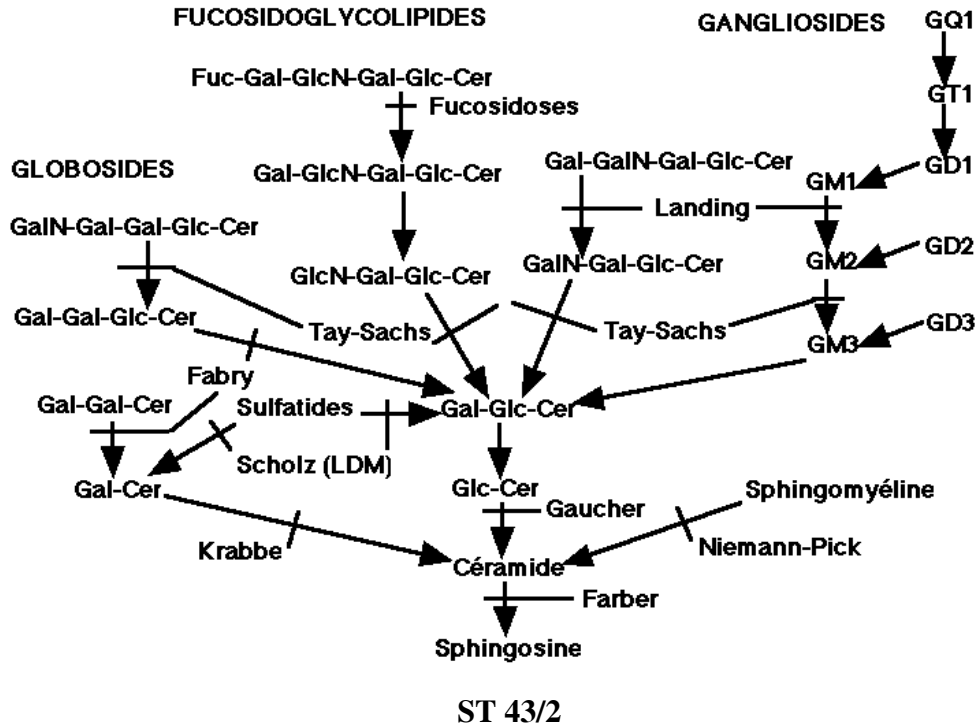 FUCOSIDOGLYCOLIPIDES
GANGLIOSIDES
GQ1
Fuc-Gal-GlcN-Gal-Glc-Cer
GT1
Fucosidoses
GLOBOSIDES
Gal-GlcN-Gal-Glc-Cer
Gal-GalN-Gal-Glc-Cer
GD1
GM1
Landing
GalN-Gal-Gal-Glc-Cer
GlcN-Gal-Glc-Cer
GalN-Gal-Glc-Cer
GM2
GD2
Gal-Gal-Glc-Cer
Tay-Sachs
Tay-Sachs
GD3
GM3
Fabry
Gal-Gal-Cer
Sulfatides
Gal-Glc-Cer
Scholz (LDM)
Gal-Cer
Glc-Cer
Sphingomyéline
Gaucher
Krabbe
Niemann-Pick
Céramide
Farber
Sphingosine
ST 43/2